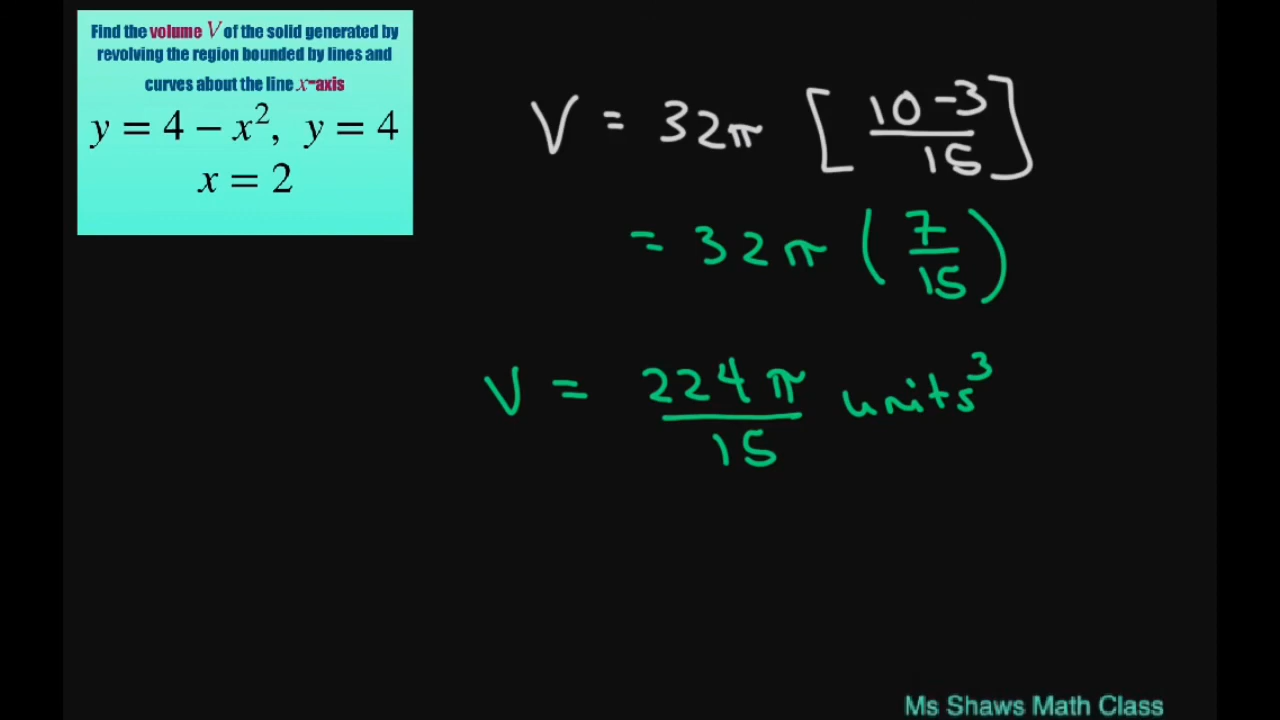 Find the volume V of the solid generated by
revolving the region bounded by lines and
curves about the line x-axis
y = 4 − x², y = 4
x = 2
V = 32π [ 10 -3 / 15 ]
= 32π ( 7 / 15 )
V = 224π / 15 units³
Ms Shaws Math Class